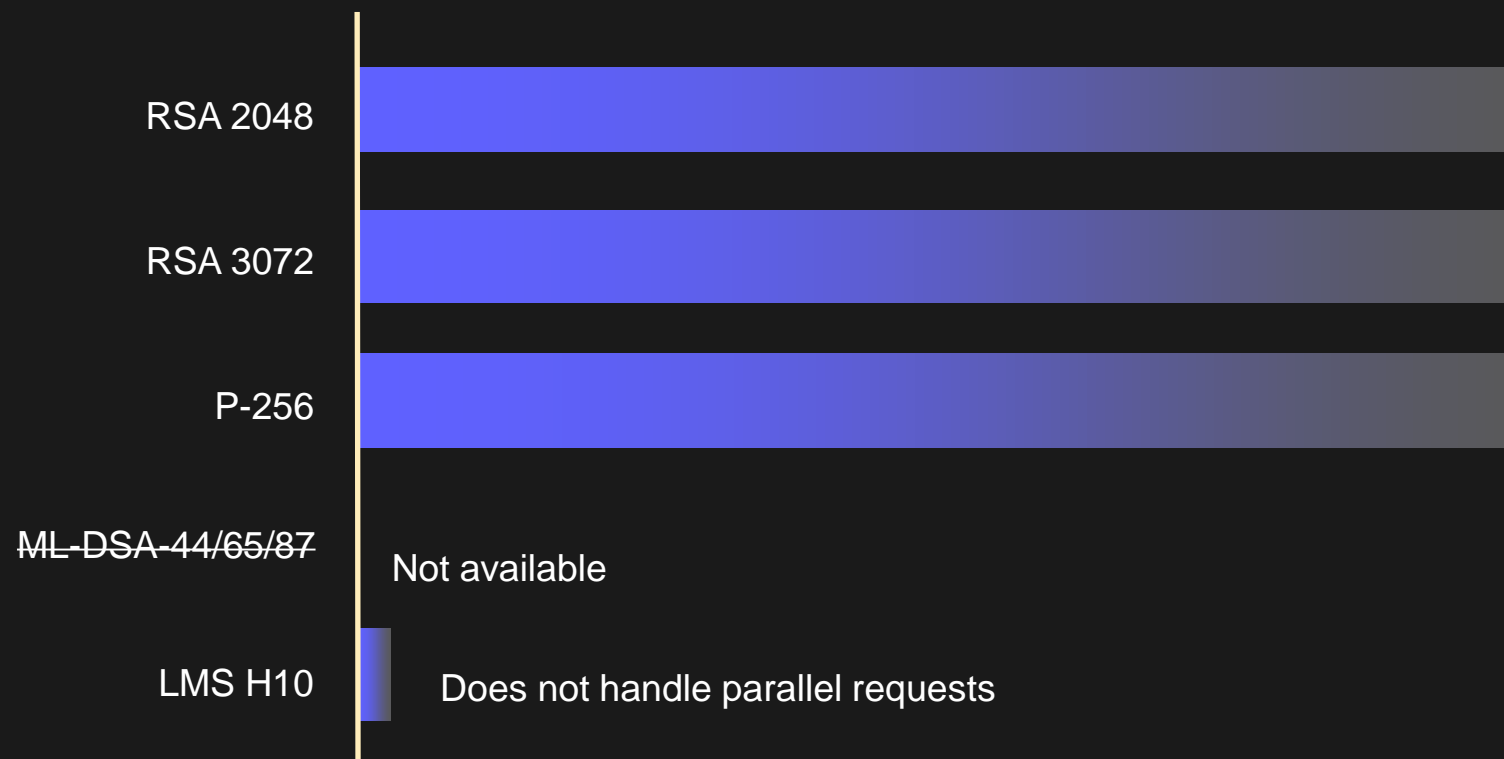 RSA 2048
RSA 3072
P-256
ML-DSA-44/65/87
Not available
LMS H10
Does not handle parallel requests